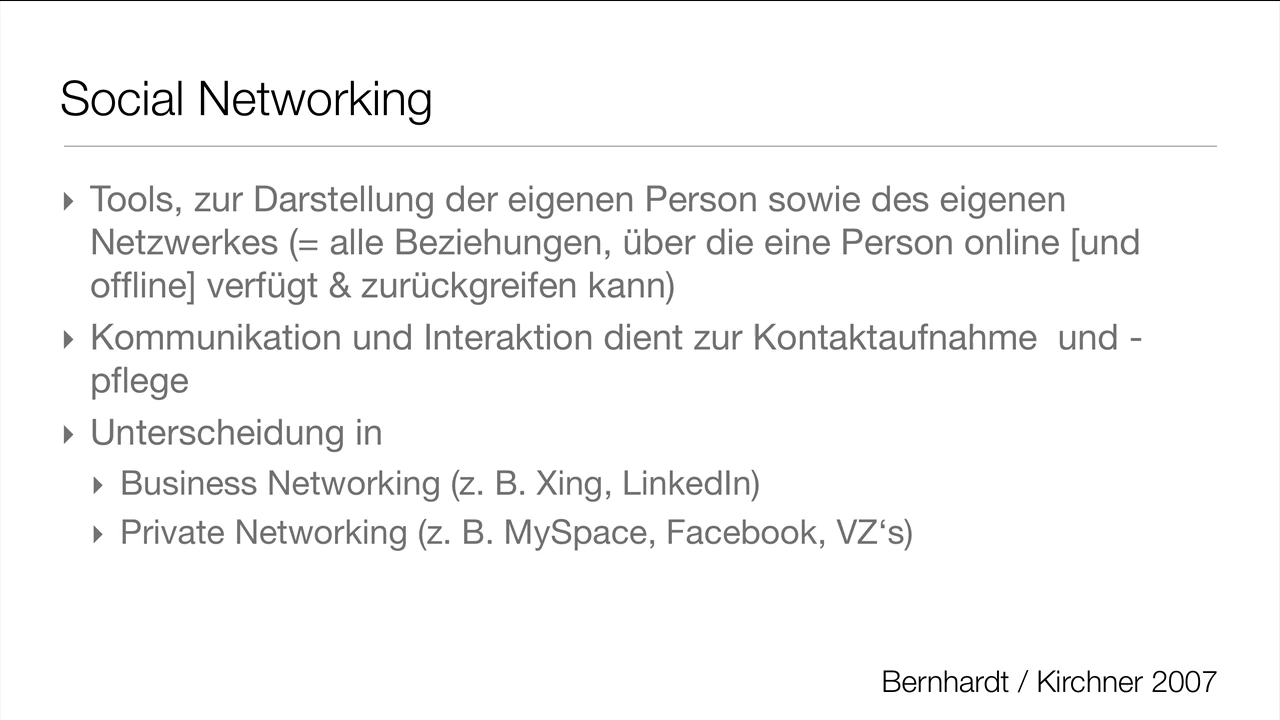 Social Networking
Tools, zur Darstellung der eigenen Person sowie des eigenen
Netzwerkes (= alle Beziehungen, über die eine Person online [und
offline] verfügt & zurückgreifen kann)
Kommunikation und Interaktion dient zur Kontaktaufnahme  und -
pflege
Unterscheidung in
Business Networking (z. B. Xing, LinkedIn)
Private Networking (z. B. MySpace, Facebook, VZ‘s)
Bernhardt / Kirchner 2007